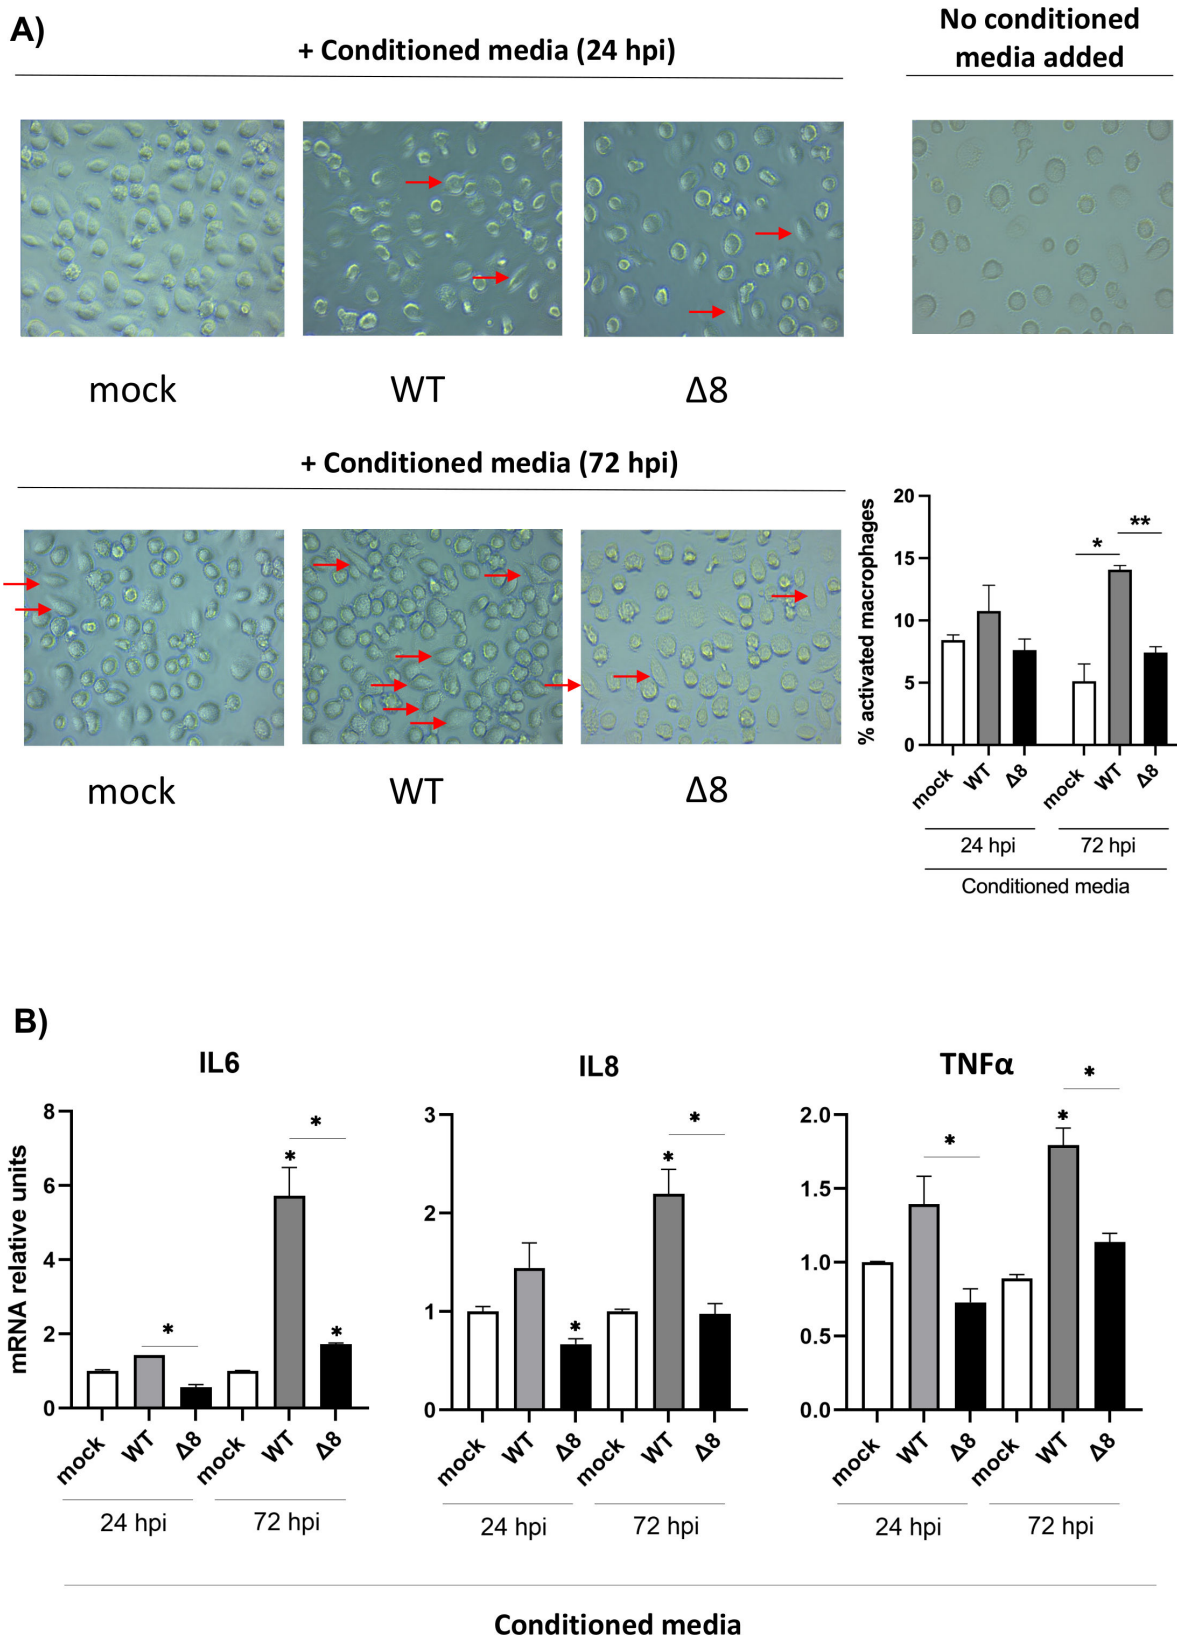 A)
+ Conditioned media (24 hpi)
No conditioned
media added
mock
WT
Δ8
+ Conditioned media (72 hpi)
mock
WT
Δ8
% activated macrophages
20
15
10
5
0
*
**
mock
WT
Δ8
mock
WT
Δ8
24 hpi
72 hpi
Conditioned media
B)
IL6
mRNA relative units
8
6
4
2
0
*
*
*
*
mock
WT
Δ8
mock
WT
Δ8
24 hpi
72 hpi
IL8
3
2
1
0
*
*
*
mock
WT
Δ8
mock
WT
Δ8
24 hpi
72 hpi
TNFα
2.0
1.5
1.0
0.5
0.0
*
*
*
mock
WT
Δ8
mock
WT
Δ8
24 hpi
72 hpi
Conditioned media